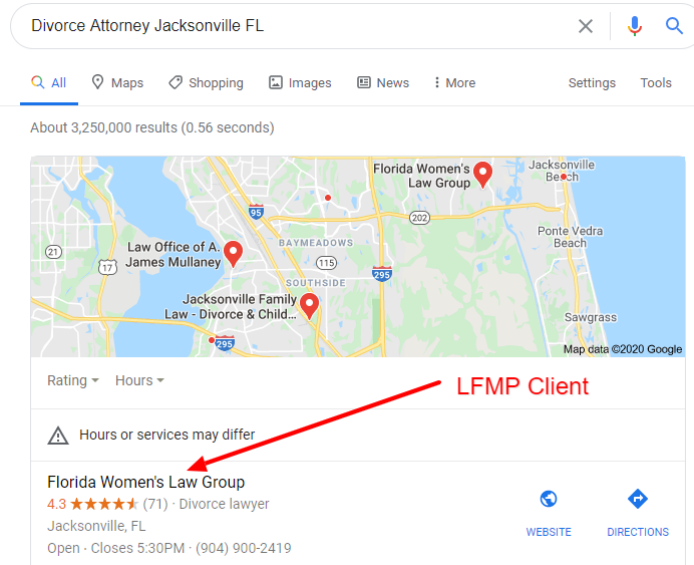 Divorce Attorney Jacksonville FL
All Maps Shopping Images News More Settings Tools
About 3,250,000 results (0.56 seconds)
Florida Women's
Law Group
Jacksonville
Beach
95
202
Ponte Vedra
Beach
21
17
Law Office of A.
James Mullaney
BAYMEADOWS
115
295
SOUTHSIDE
Jacksonville Family
Law - Divorce & Child...
Sawgrass
295
Map data ©2020 Google
Rating Hours
LFMP Client
Hours or services may differ
Florida Women's Law Group
4.3 (71) · Divorce lawyer
Jacksonville, FL
Open · Closes 5:30PM · (904) 900-2419
WEBSITE DIRECTIONS